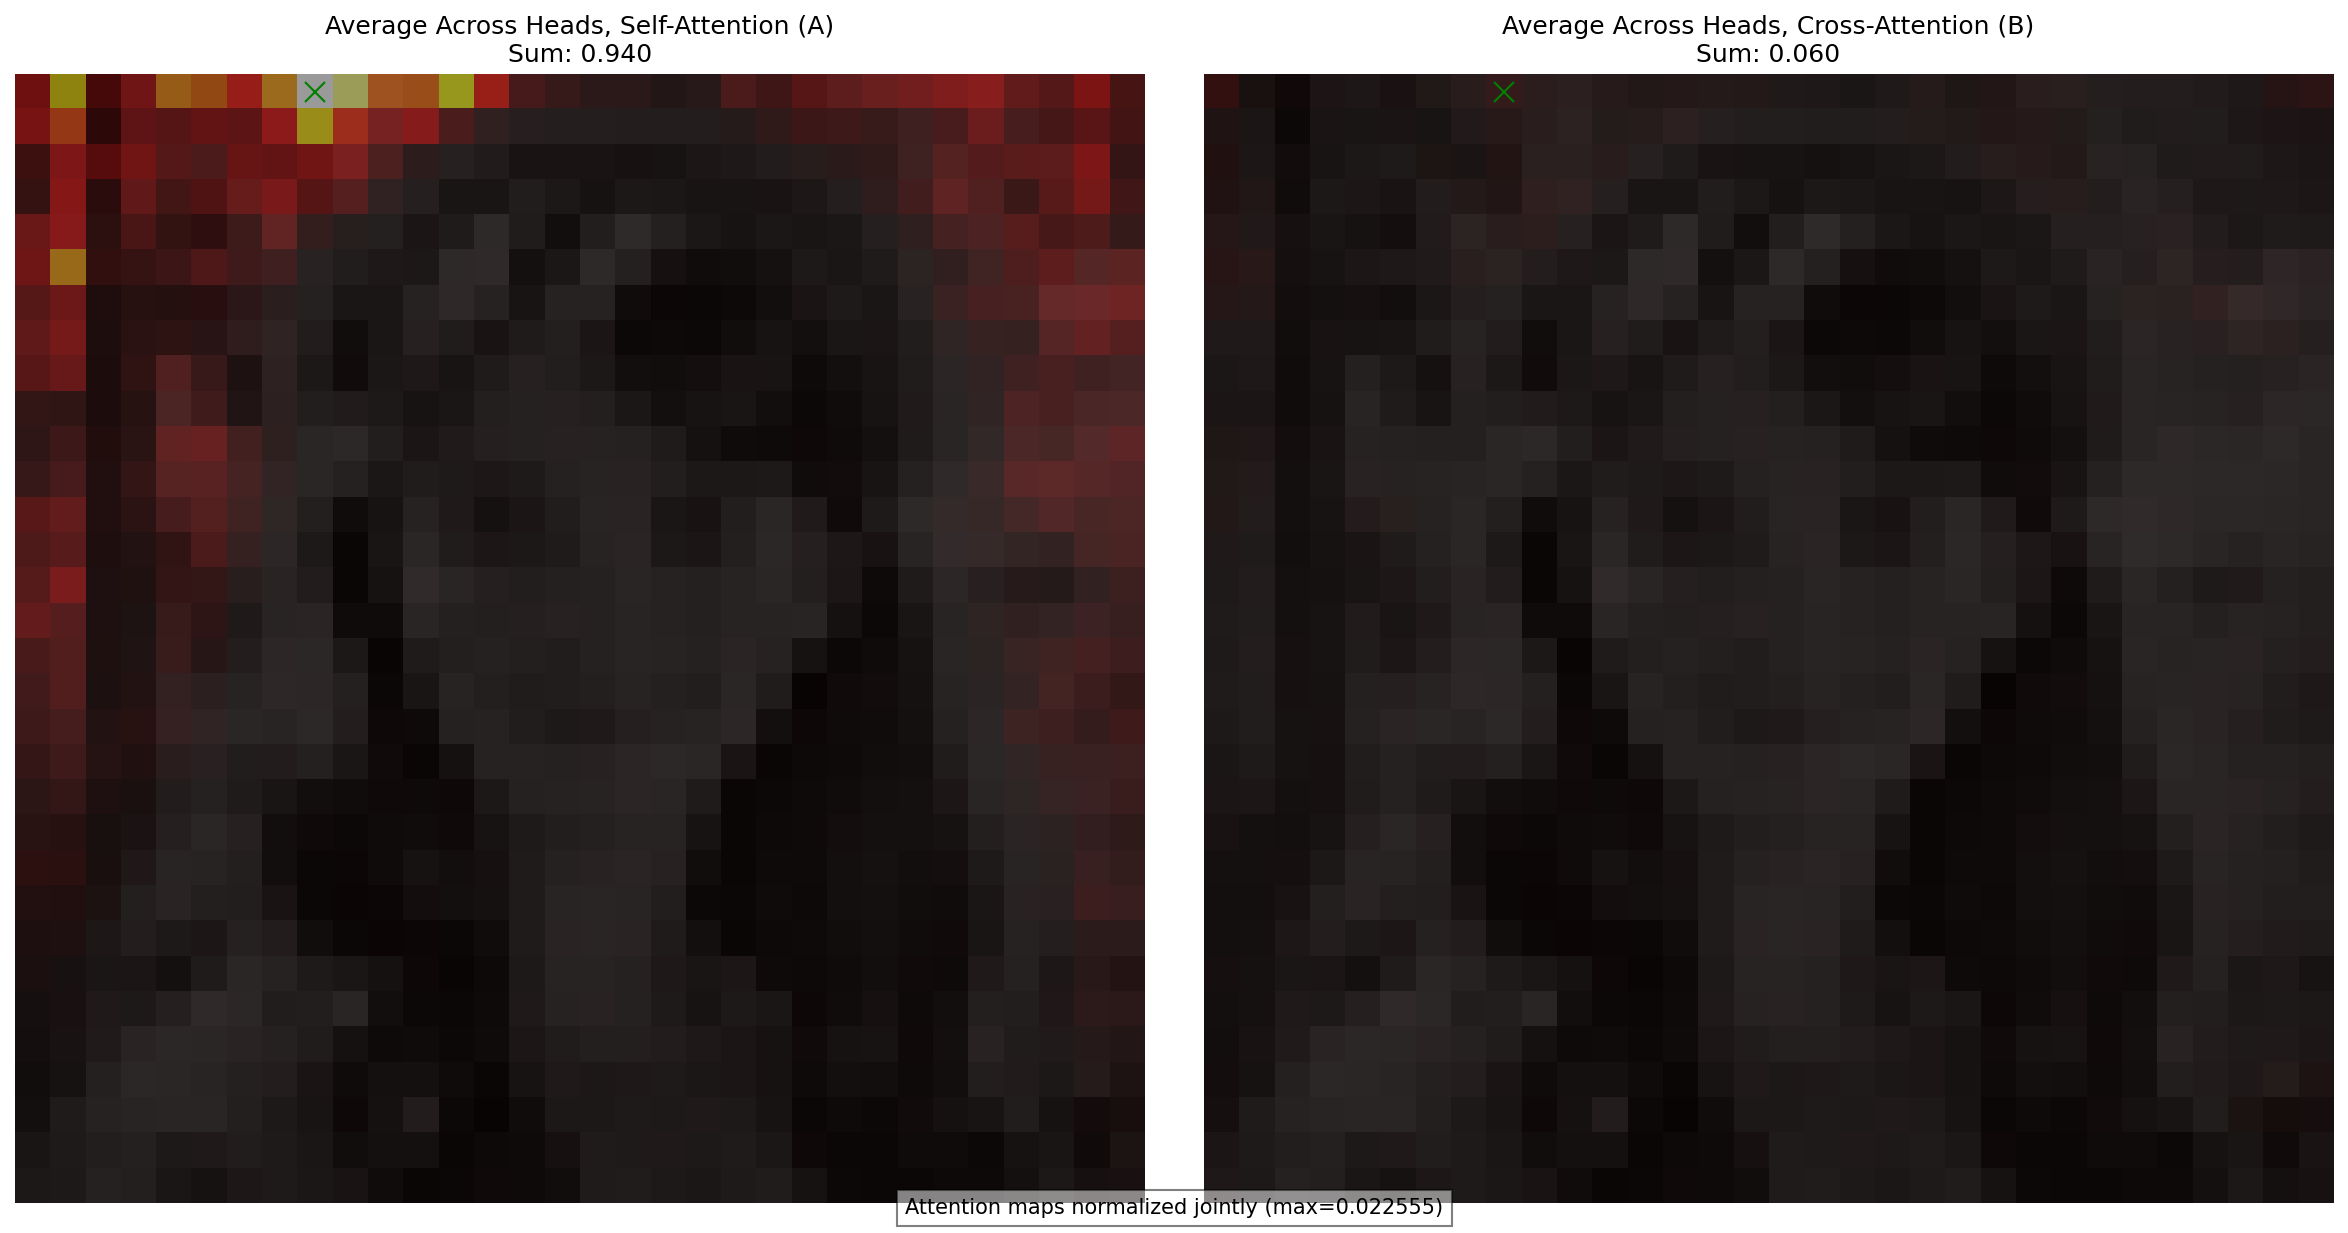 Average Across Heads, Self-Attention (A)
Sum: 0.940
Average Across Heads, Cross-Attention (B)
Sum: 0.060
Attention maps normalized jointly (max=0.022555)